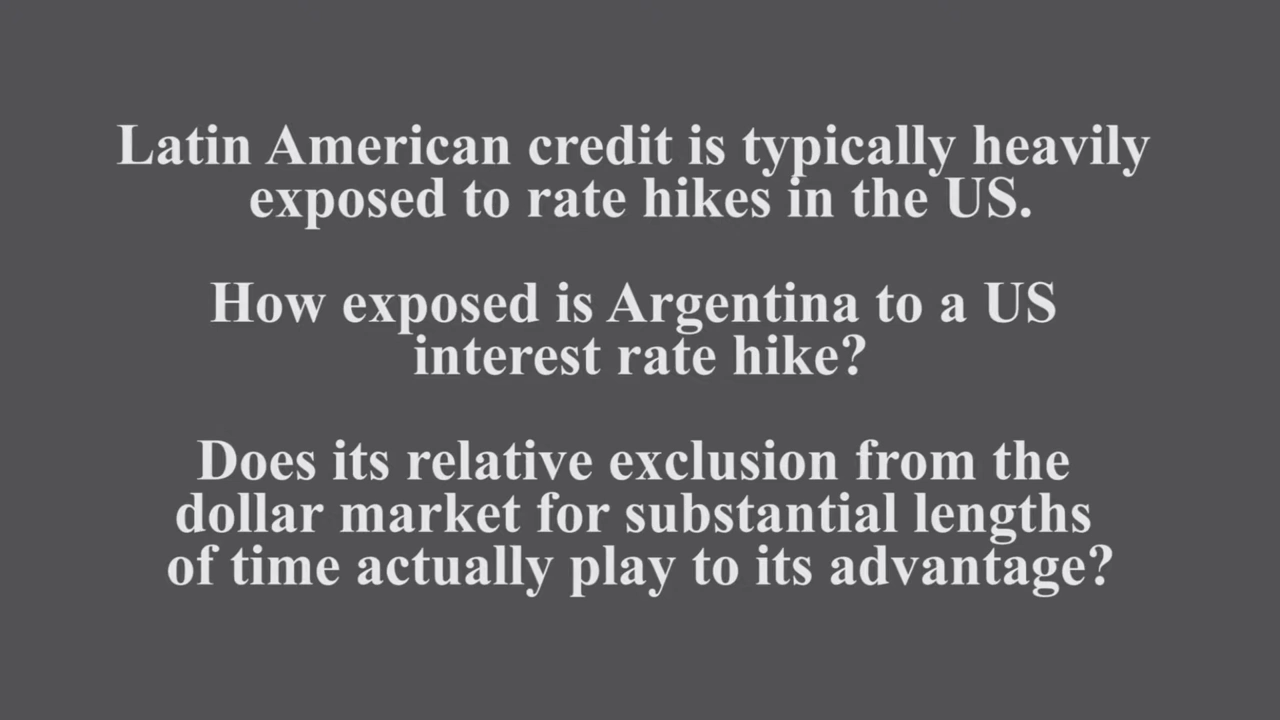 Latin American credit is typically heavily
exposed to rate hikes in the US.
How exposed is Argentina to a US
interest rate hike?
Does its relative exclusion from the
dollar market for substantial lengths
of time actually play to its advantage?